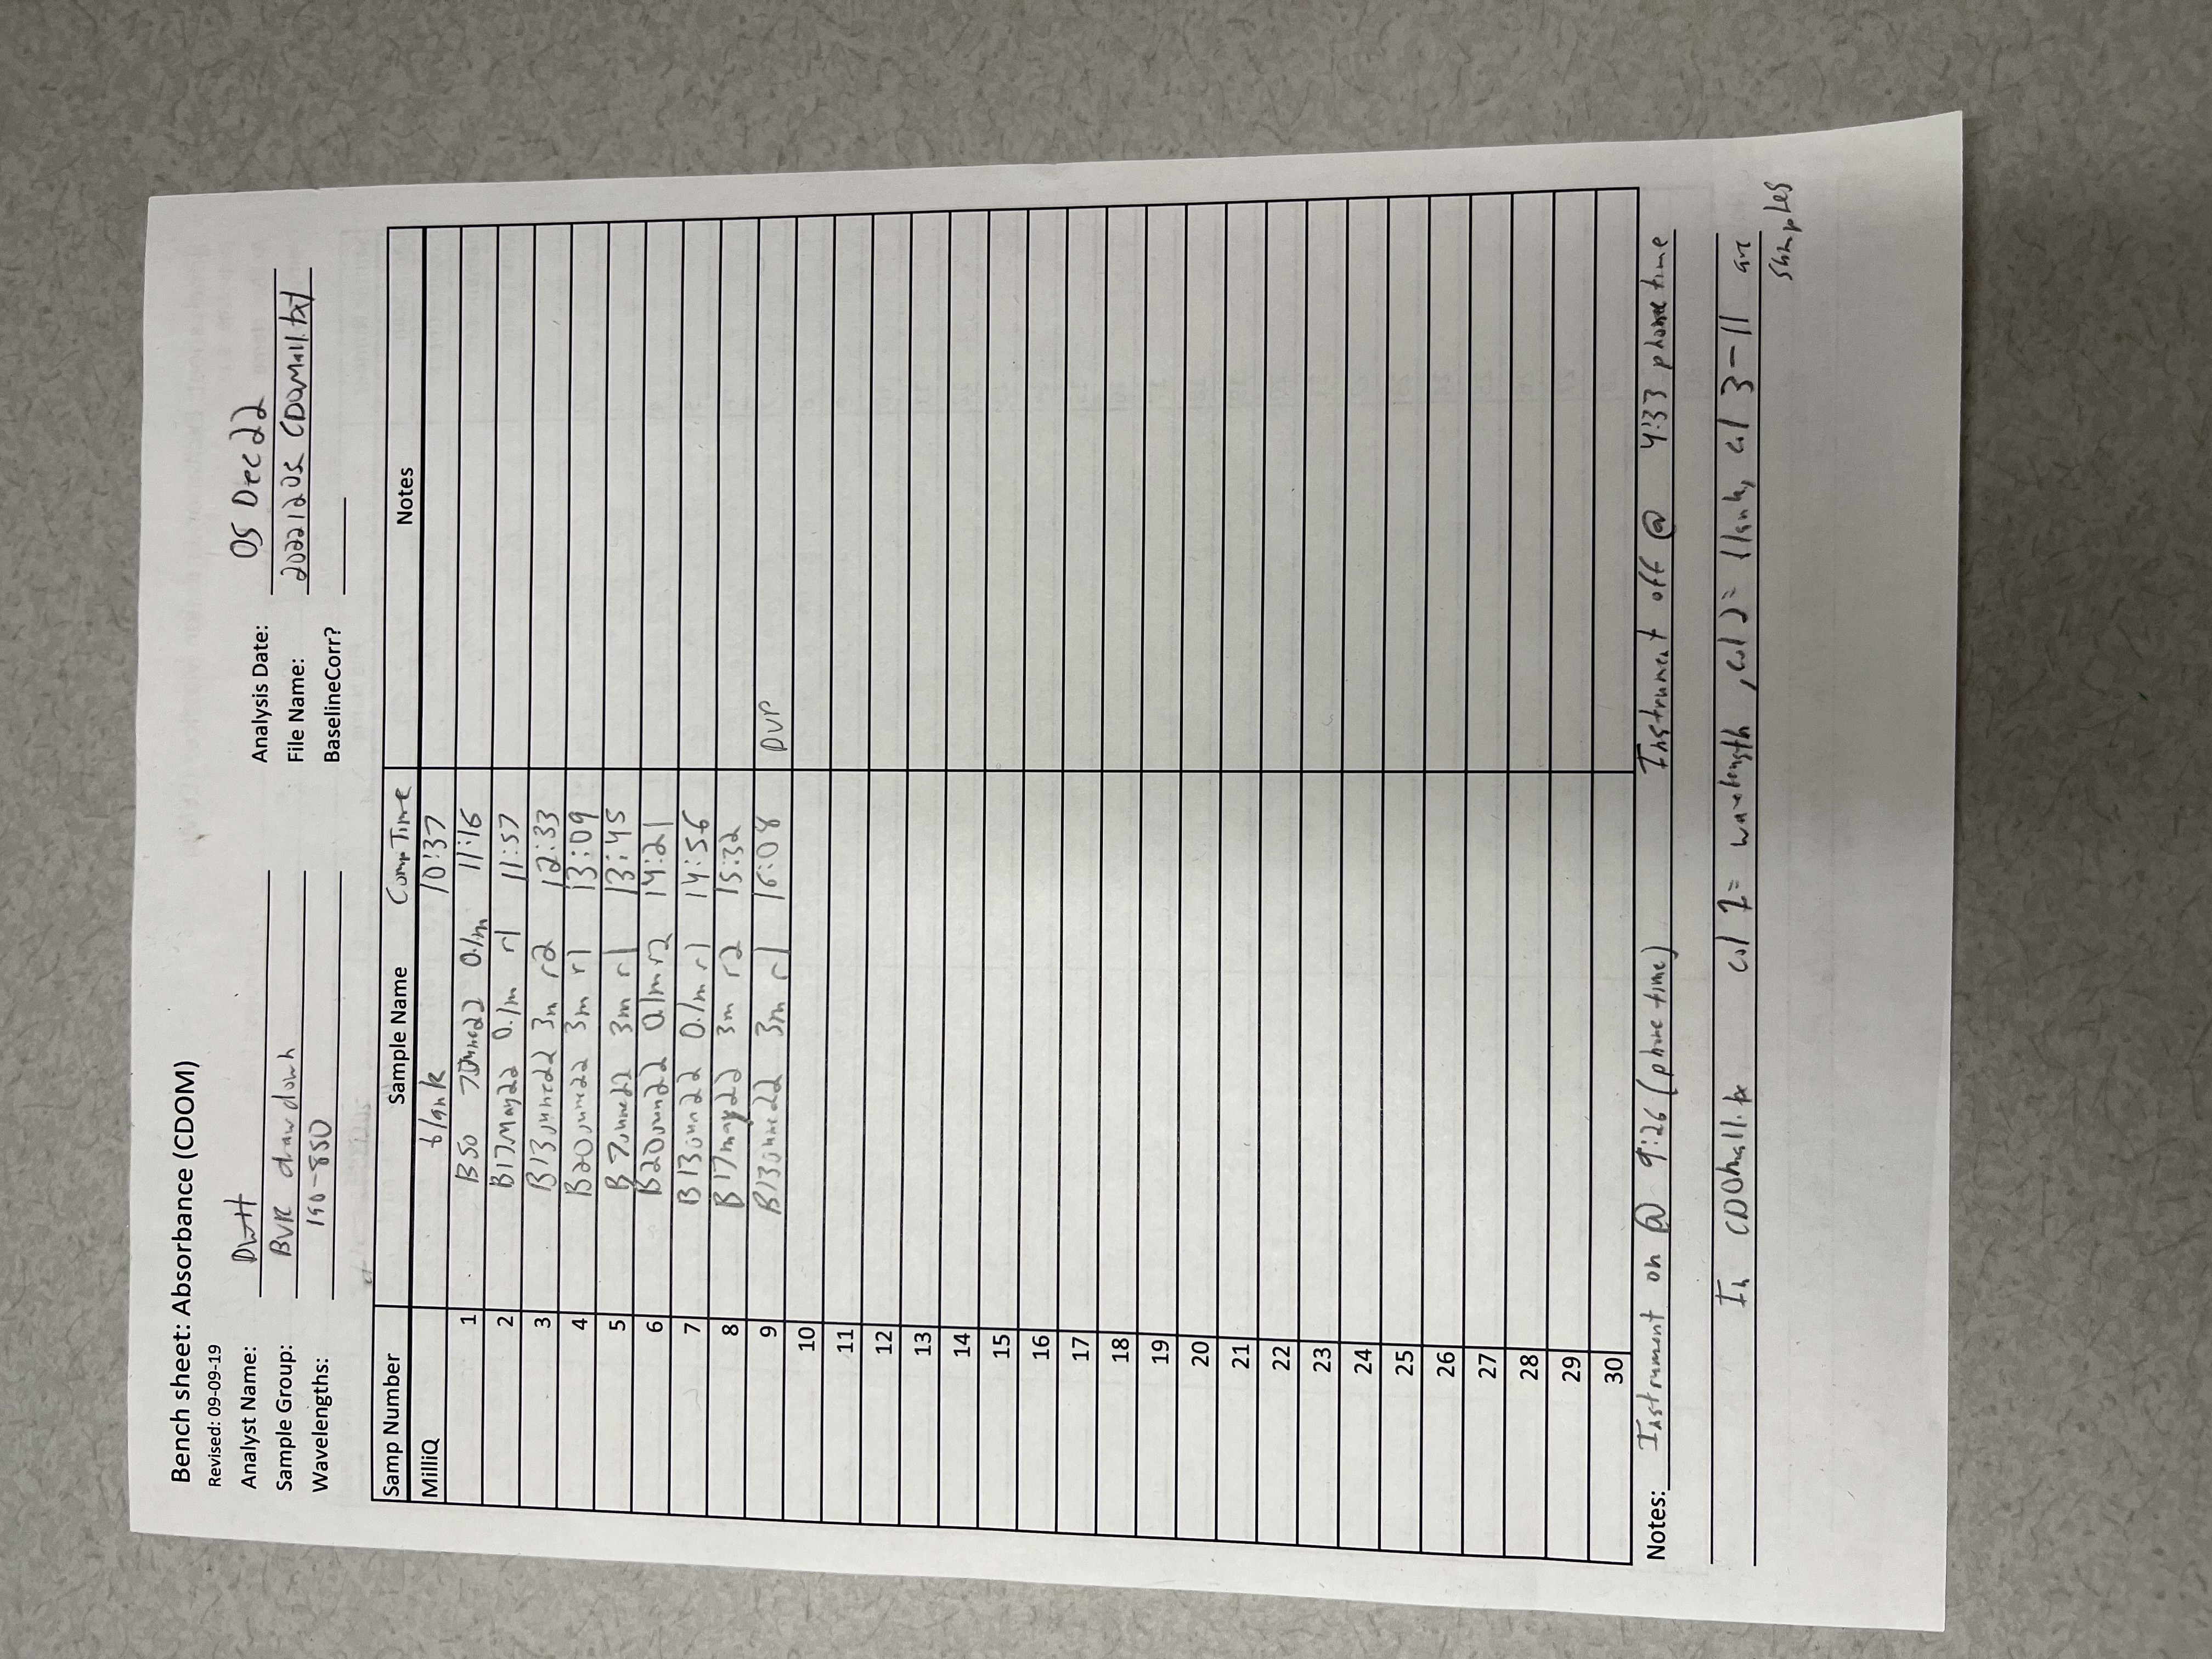 Bench sheet: Absorbance (CDOM)
Revised: 09-09-19
Analyst Name: DWH
Analysis Date: 05 Dec 22
Sample Group: BVR drawdown
File Name: 20221205 CDOMall.txt
Wavelengths: 190-850
BaselineCorr?
Samp Number Sample Name Comp Time Notes
MilliQ blank 10:37
1 B50 7June22 0.1m 11:16
2 B17May22 0.1m r1 11:57
3 B13june22 3m r2 12:33
4 B20june22 3m r1 13:09
5 B 7june22 3m r1 13:45
6 B20jun22 0.1m r2 14:21
7 B13jun22 0.1m r1 14:56
8 B17may22 3m r2 15:32
9 B13june22 3m r1 16:08 DUP
10
11
12
13
14
15
16
17
18
19
20
21
22
23
24
25
26
27
28
29
30
Notes: Instrument on @ 9:26 (phone time) Instrument off @ 4:33 phone time
In CDOMall.tx col 1= wavelength, col 2= blank, col 3-11 are
samples